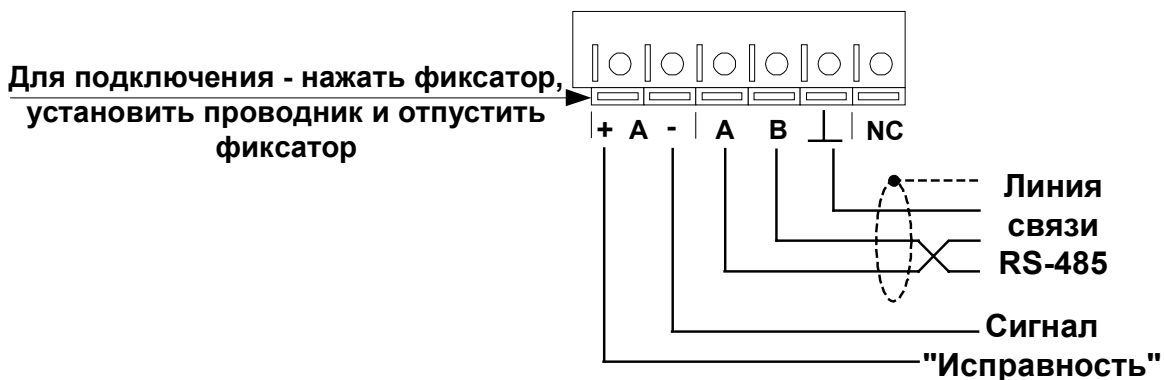 Для подключения - нажать фиксатор,
установить проводник и отпустить
фиксатор
+ A - A B NC
Линия
связи
RS-485
Сигнал
"Исправность"